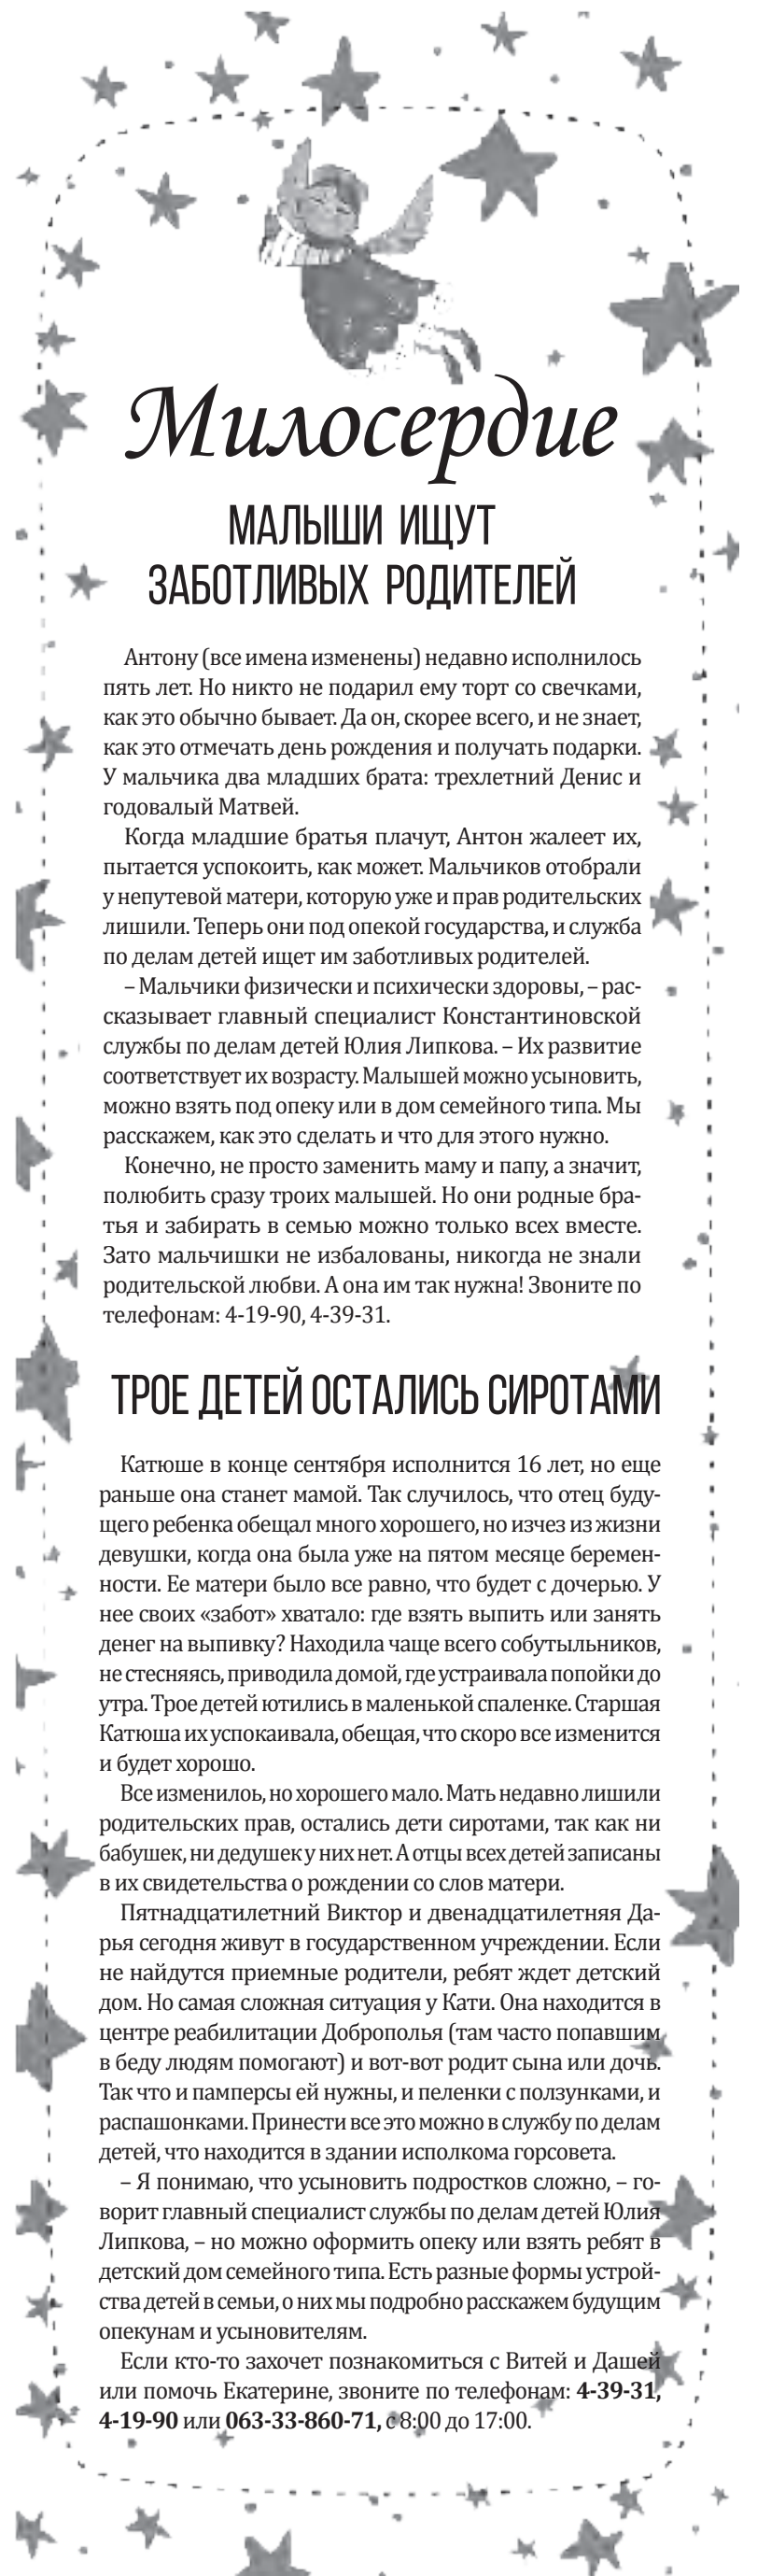 Милосердие
МАЛЫШИ ИЩУТ
ЗАБОТЛИВЫХ РОДИТЕЛЕЙ
Антону (все имена изменены) недавно исполнилось
пять лет. Но никто не подарил ему торт со свечками,
как это обычно бывает. Да он, скорее всего, и не знает,
как это отмечать день рождения и получать подарки.
У мальчика два младших брата: трехлетний Денис и
годовалый Матвей.
Когда младшие братья плачут, Антон жалеет их,
пытается успокоить, как может. Мальчиков отобрали
у непутевой матери, которую уже и прав родительских
лишили. Теперь они под опекой государства, и служба
по делам детей ищет им заботливых родителей.
– Мальчики физически и психически здоровы, – рас-
сказывает главный специалист Константиновской
службы по делам детей Юлия Липкова. – Их развитие
соответствует их возрасту. Малышей можно усыновить,
можно взять под опеку или в дом семейного типа. Мы
расскажем, как это сделать и что для этого нужно.
Конечно, не просто заменить маму и папу, а значит,
полюбить сразу троих малышей. Но они родные бра-
тья и забирать в семью можно только всех вместе.
Зато мальчишки не избалованы, никогда не знали
родительской любви. А она им так нужна! Звоните по
телефонам: 4-19-90, 4-39-31.
ТРОЕ ДЕТЕЙ ОСТАЛИСЬ СИРОТАМИ
Катюше в конце сентября исполнится 16 лет, но еще
раньше она станет мамой. Так случилось, что отец буду-
щего ребенка обещал много хорошего, но изчез из жизни
девушки, когда она была уже на пятом месяце беремен-
ности. Ее матери было все равно, что будет с дочерью. У
нее своих «забот» хватало: где взять выпить или занять
денег на выпивку? Находила чаще всего собутыльников,
не стесняясь, приводила домой, где устраивала попойки до
утра. Трое детей ютились в маленькой спаленке. Старшая
Катюша их успокаивала, обещая, что скоро все изменится
и будет хорошо.
Все изменилоь, но хорошего мало. Мать недавно лишили
родительских прав, остались дети сиротами, так как ни
бабушек, ни дедушек у них нет. А отцы всех детей записаны
в их свидетельства о рождении со слов матери.
Пятнадцатилетний Виктор и двенадцатилетняя Да-
рья сегодня живут в государственном учреждении. Если
не найдутся приемные родители, ребят ждет детский
дом. Но самая сложная ситуация у Кати. Она находится в
центре реабилитации Доброполья (там часто попавшим
в беду людям помогают) и вот-вот родит сына или дочь.
Так что и памперсы ей нужны, и пеленки с ползунками, и
распашонками. Принести все это можно в службу по делам
детей, что находится в здании исполкома горсовета.
– Я понимаю, что усыновить подростков сложно, – го-
ворит главный специалист службы по делам детей Юлия
Липкова, – но можно оформить опеку или взять ребят в
детский дом семейного типа. Есть разные формы устрой-
ства детей в семьи, о них мы подробно расскажем будущим
опекунам и усыновителям.
Если кто-то захочет познакомиться с Витей и Дашей
или помочь Екатерине, звоните по телефонам: 4-39-31,
4-19-90 или 063-33-860-71, с 8:00 до 17:00.